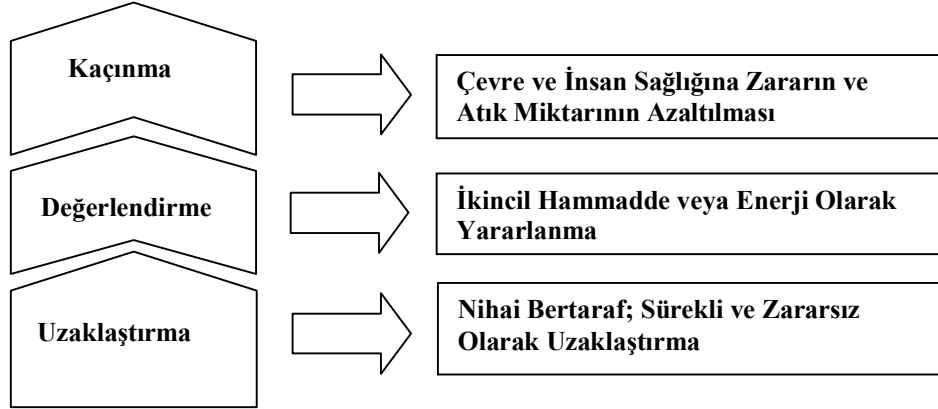 Kaçınma
Çevre ve İnsan Sağlığına Zararın ve
Atık Miktarının Azaltılması
Değerlendirme
İkincil Hammadde veya Enerji Olarak
Yararlanma
Uzaklaştırma
Nihai Bertaraf; Sürekli ve Zararsız
Olarak Uzaklaştırma